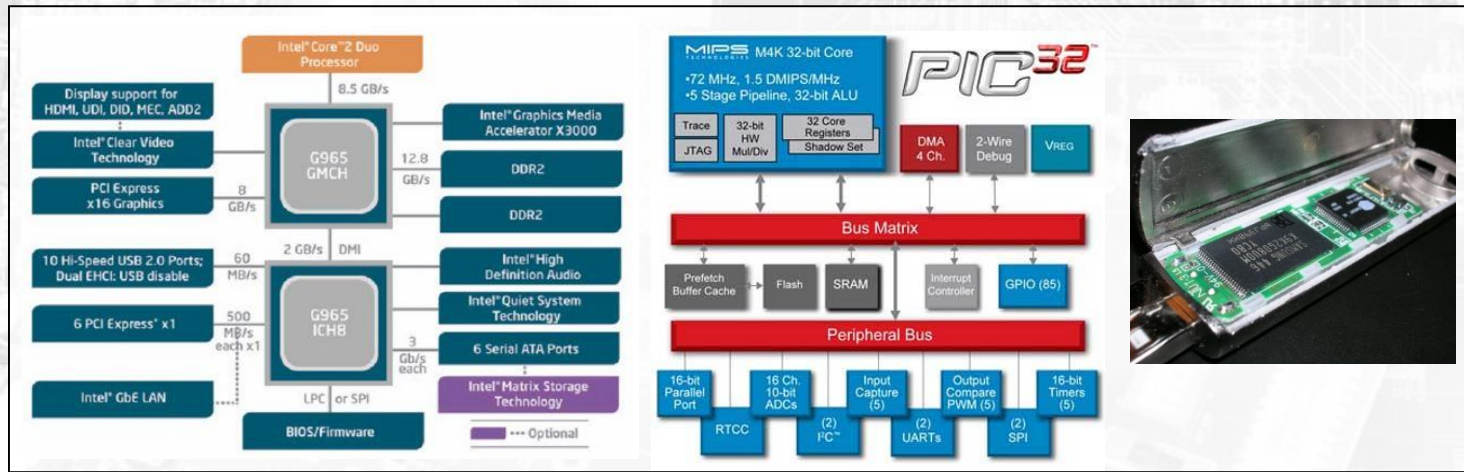 Intel® Core™2 Duo
Processor
8.5 GB/s
Display support for
HDMI, UDI, DID, MEC, ADD2
Intel® Clear Video
Technology
PCI Express
x16 Graphics
8
GB/s
G965
GMCH
Intel® Graphics Media
Accelerator X3000
12.8
GB/s
DDR2
DDR2
2 GB/s
DMI
10 Hi-Speed USB 2.0 Ports;
Dual EHCI: USB disable
60
MB/s
6 PCI Express® x1
500
MB/s
each x1
Intel® GbE LAN
G965
ICH8
Intel® High
Definition Audio
Intel® Quiet System
Technology
3
Gb/s
each
6 Serial ATA Ports
Intel® Matrix Storage
Technology
LPC or SPI
BIOS/Firmware
Optional
MIPS M4K 32-bit Core
TECHNOLOGIES
•72 MHz, 1.5 DMIPS/MHz
•5 Stage Pipeline, 32-bit ALU
Trace
JTAG
32-bit
HW
Mul/Div
32 Core
Registers
Shadow Set
PIC32™
DMA
4 Ch.
2-Wire
Debug
VREG
Bus Matrix
Prefetch
Buffer Cache
Flash
SRAM
Interrupt
Controller
GPIO (85)
Peripheral Bus
16-bit
Parallel
Port
RTCC
16 Ch.
10-bit
ADCs
(2)
I²C™
Input
Capture
(5)
(2)
UARTs
Output
Compare
PWM (5)
(2)
SPI
16-bit
Timers
(5)
SAMSUNG